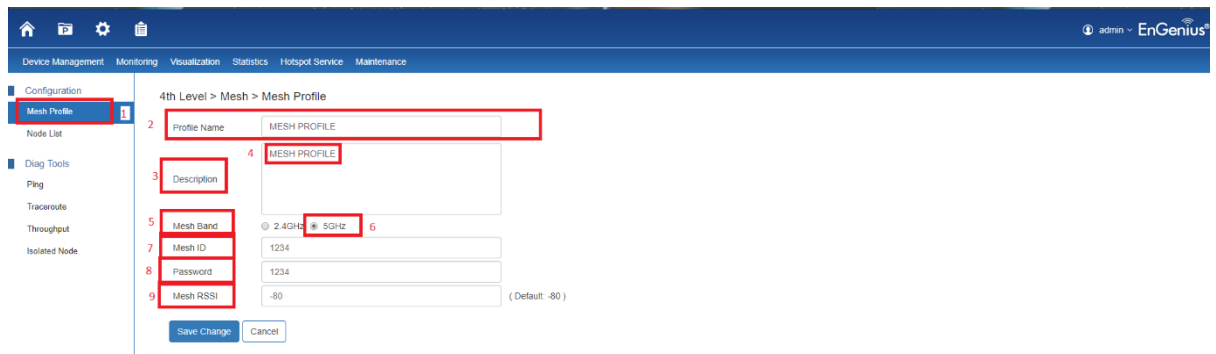 admin EnGenius®
Device Management Monitoring Visualization Statistics Hotspot Service Maintenance
Configuration
Mesh Profile 1
Node List
Diag Tools
Ping
Traceroute
Throughput
Isolated Node
4th Level > Mesh > Mesh Profile
2 Profile Name MESH PROFILE
4 MESH PROFILE
3 Description
5 Mesh Band 2.4GHz 5GHz 6
7 Mesh ID 1234
8 Password 1234
9 Mesh RSSI -80 ( Default: -80 )
Save Change Cancel